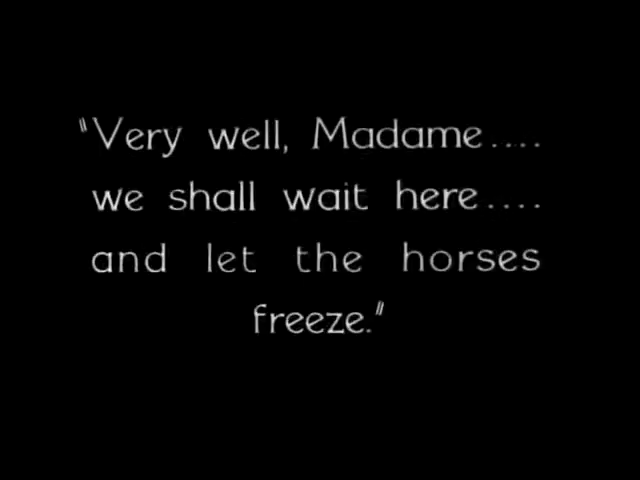 "Very well, Madame.....
we shall wait here....
and let the horses
freeze."